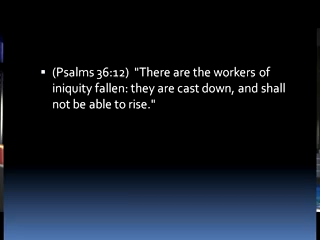 ▪ (Psalms 36:12) "There are the workers of
iniquity fallen: they are cast down, and shall
not be able to rise."